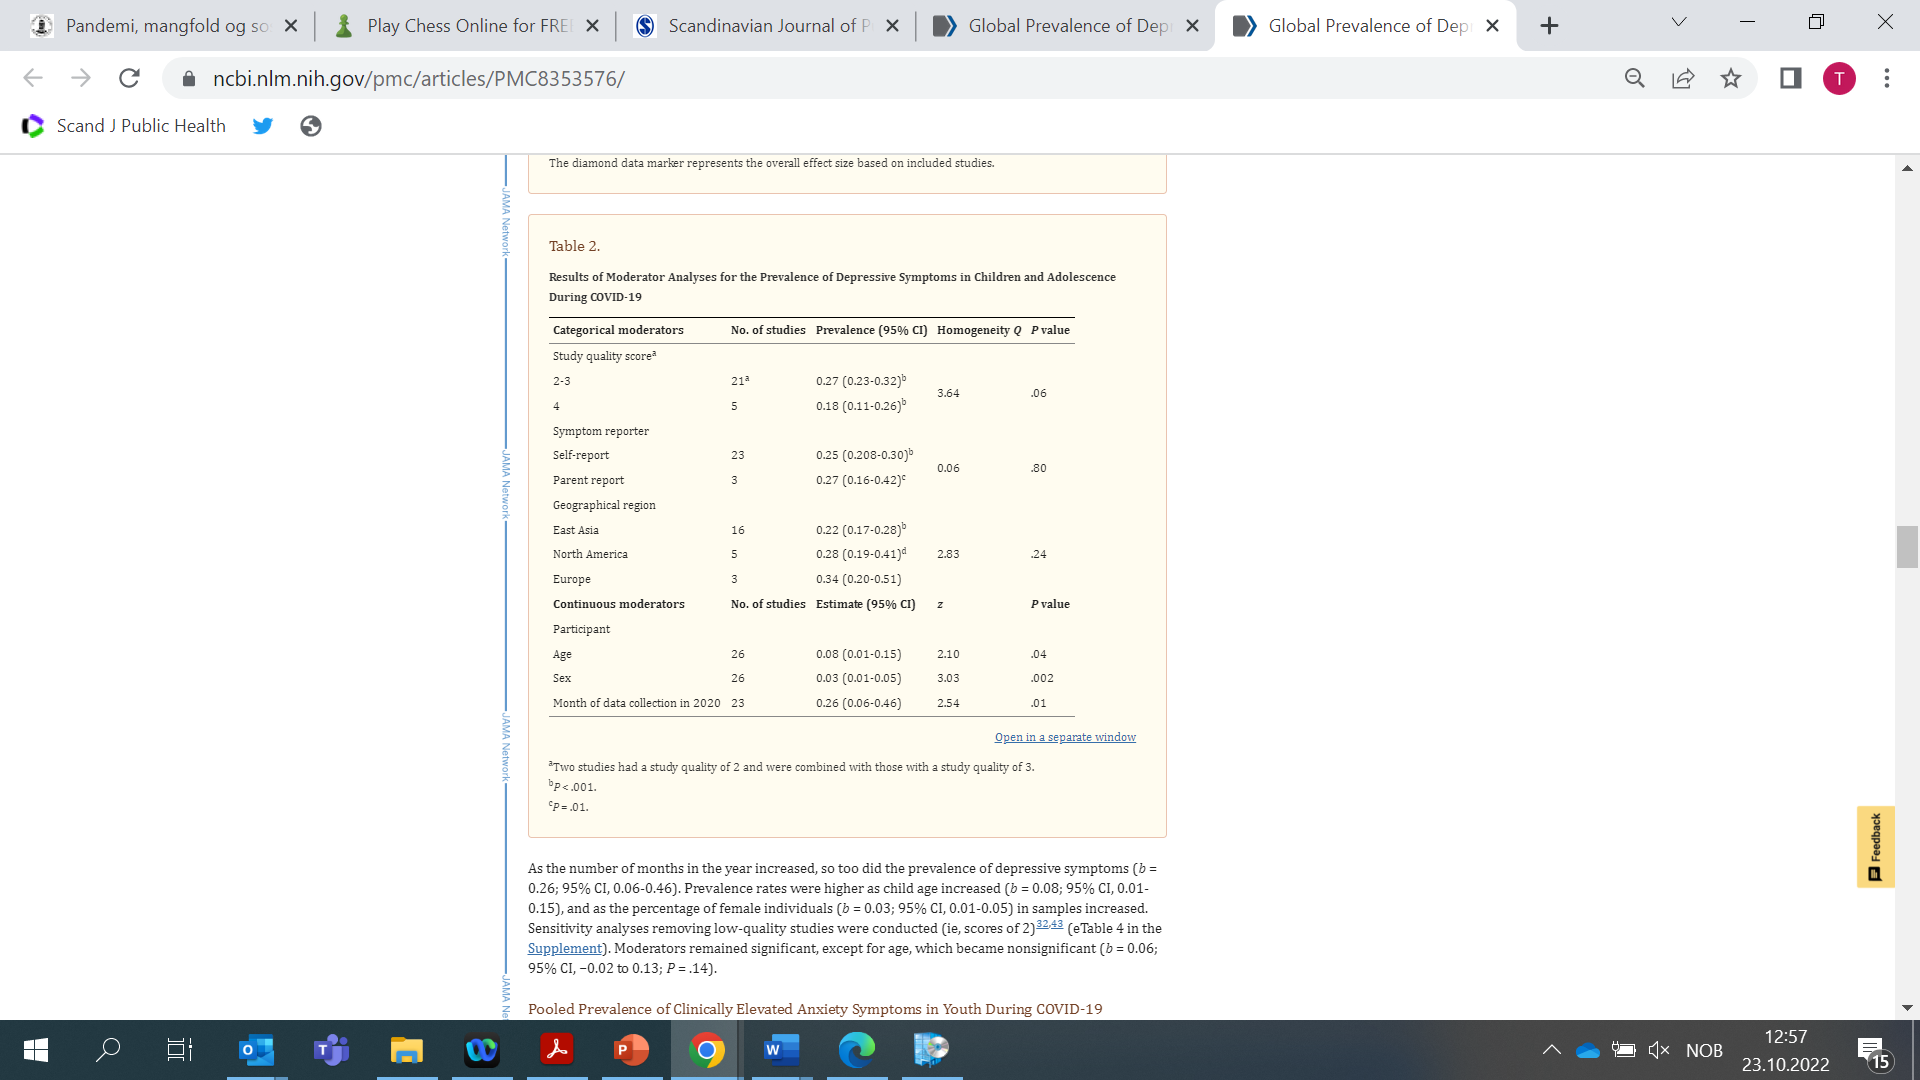 Pandemi, mangfold og so
Play Chess Online for FREE
Scandinavian Journal of P
Global Prevalence of Depr
Global Prevalence of Depr
ncbi.nlm.nih.gov/pmc/articles/PMC8353576/
T
Scand J Public Health
The diamond data marker represents the overall effect size based on included studies.
JAMA Network
JAMA Network
JAMA Network
JAMA Ne
Table 2.
Results of Moderator Analyses for the Prevalence of Depressive Symptoms in Children and Adolescence
During COVID-19
Categorical moderators No. of studies Prevalence (95% CI) Homogeneity Q P value
Study quality scoreᵃ
2-3 21ᵃ 0.27 (0.23-0.32)ᵇ
3.64 .06
4 5 0.18 (0.11-0.26)ᵇ
Symptom reporter
Self-report 23 0.25 (0.208-0.30)ᵇ
0.06 .80
Parent report 3 0.27 (0.16-0.42)ᶜ
Geographical region
East Asia 16 0.22 (0.17-0.28)ᵇ
North America 5 0.28 (0.19-0.41)ᵈ 2.83 .24
Europe 3 0.34 (0.20-0.51)
Continuous moderators No. of studies Estimate (95% CI) z P value
Participant
Age 26 0.08 (0.01-0.15) 2.10 .04
Sex 26 0.03 (0.01-0.05) 3.03 .002
Month of data collection in 2020 23 0.26 (0.06-0.46) 2.54 .01
Open in a separate window
ᵃTwo studies had a study quality of 2 and were combined with those with a study quality of 3.
ᵇP < .001.
ᶜP = .01.
As the number of months in the year increased, so too did the prevalence of depressive symptoms (b =
0.26; 95% CI, 0.06-0.46). Prevalence rates were higher as child age increased (b = 0.08; 95% CI, 0.01-
0.15), and as the percentage of female individuals (b = 0.03; 95% CI, 0.01-0.05) in samples increased.
Sensitivity analyses removing low-quality studies were conducted (ie, scores of 2)³²,⁴³ (eTable 4 in the
Supplement). Moderators remained significant, except for age, which became nonsignificant (b = 0.06;
95% CI, −0.02 to 0.13; P = .14).
Pooled Prevalence of Clinically Elevated Anxiety Symptoms in Youth During COVID-19
Feedback
NOB
12:57
23.10.2022
15